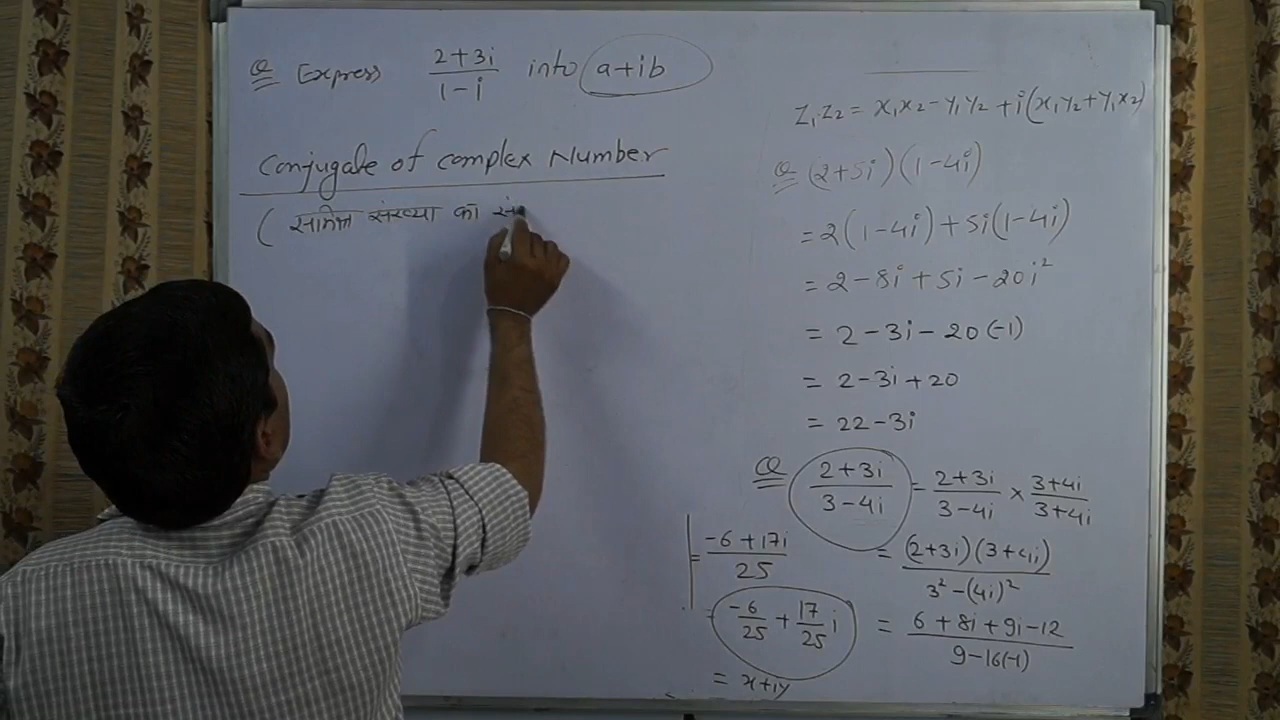 Q Express 2+3i / 1-i into a+ib
Conjugate of complex Number
( संख्या का सं
Z₁.Z₂ = x₁x₂-y₁y₂+i(x₁y₂+y₁x₂)
Q (2+5i)(1-4i)
= 2(1-4i)+5i(1-4i)
= 2-8i+5i-20i²
= 2-3i-20(-1)
= 2-3i+20
= 22-3i
Q 2+3i / 3-4i = 2+3i / 3-4i × 3+4i / 3+4i
= (2+3i)(3+4i) / 3²-(4i)²
= 6+8i+9i-12 / 9-16(-1)
= -6+17i / 25
-6/25 + 17/25 i
= x+iy